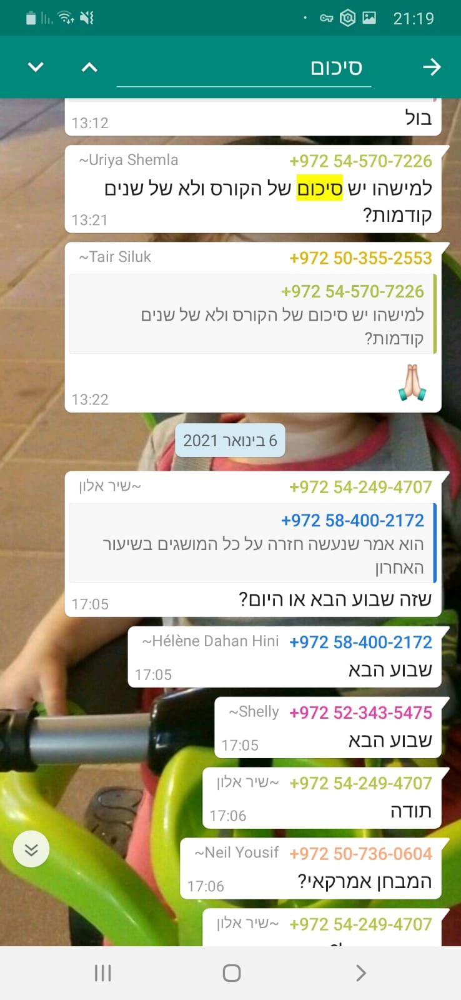 21:19
סיכום
בול
13:12
+972 54-570-7226 ~Uriya Shemla
למישהו יש סיכום של הקורס ולא של שנים
קודמות?
13:21
+972 50-355-2553 ~Tair Siluk
+972 54-570-7226
למישהו יש סיכום של הקורס ולא של שנים
קודמות?
🙏🏻
13:22
6 בינואר 2021
+972 54-249-4707 ~שיר אלון
+972 58-400-2172
הוא אמר שנעשה חזרה על כל המושגים בשיעור
האחרון
שזה שבוע הבא או היום?
17:05
+972 58-400-2172 ~Hélène Dahan Hini
שבוע הבא
17:05
+972 52-343-5475 ~Shelly
שבוע הבא
17:05
+972 54-249-4707 ~שיר אלון
תודה
17:06
+972 50-736-0604 ~Neil Yousif
המבחן אמרקאי?
17:06
+972 54-249-4707 ~שיר אלון